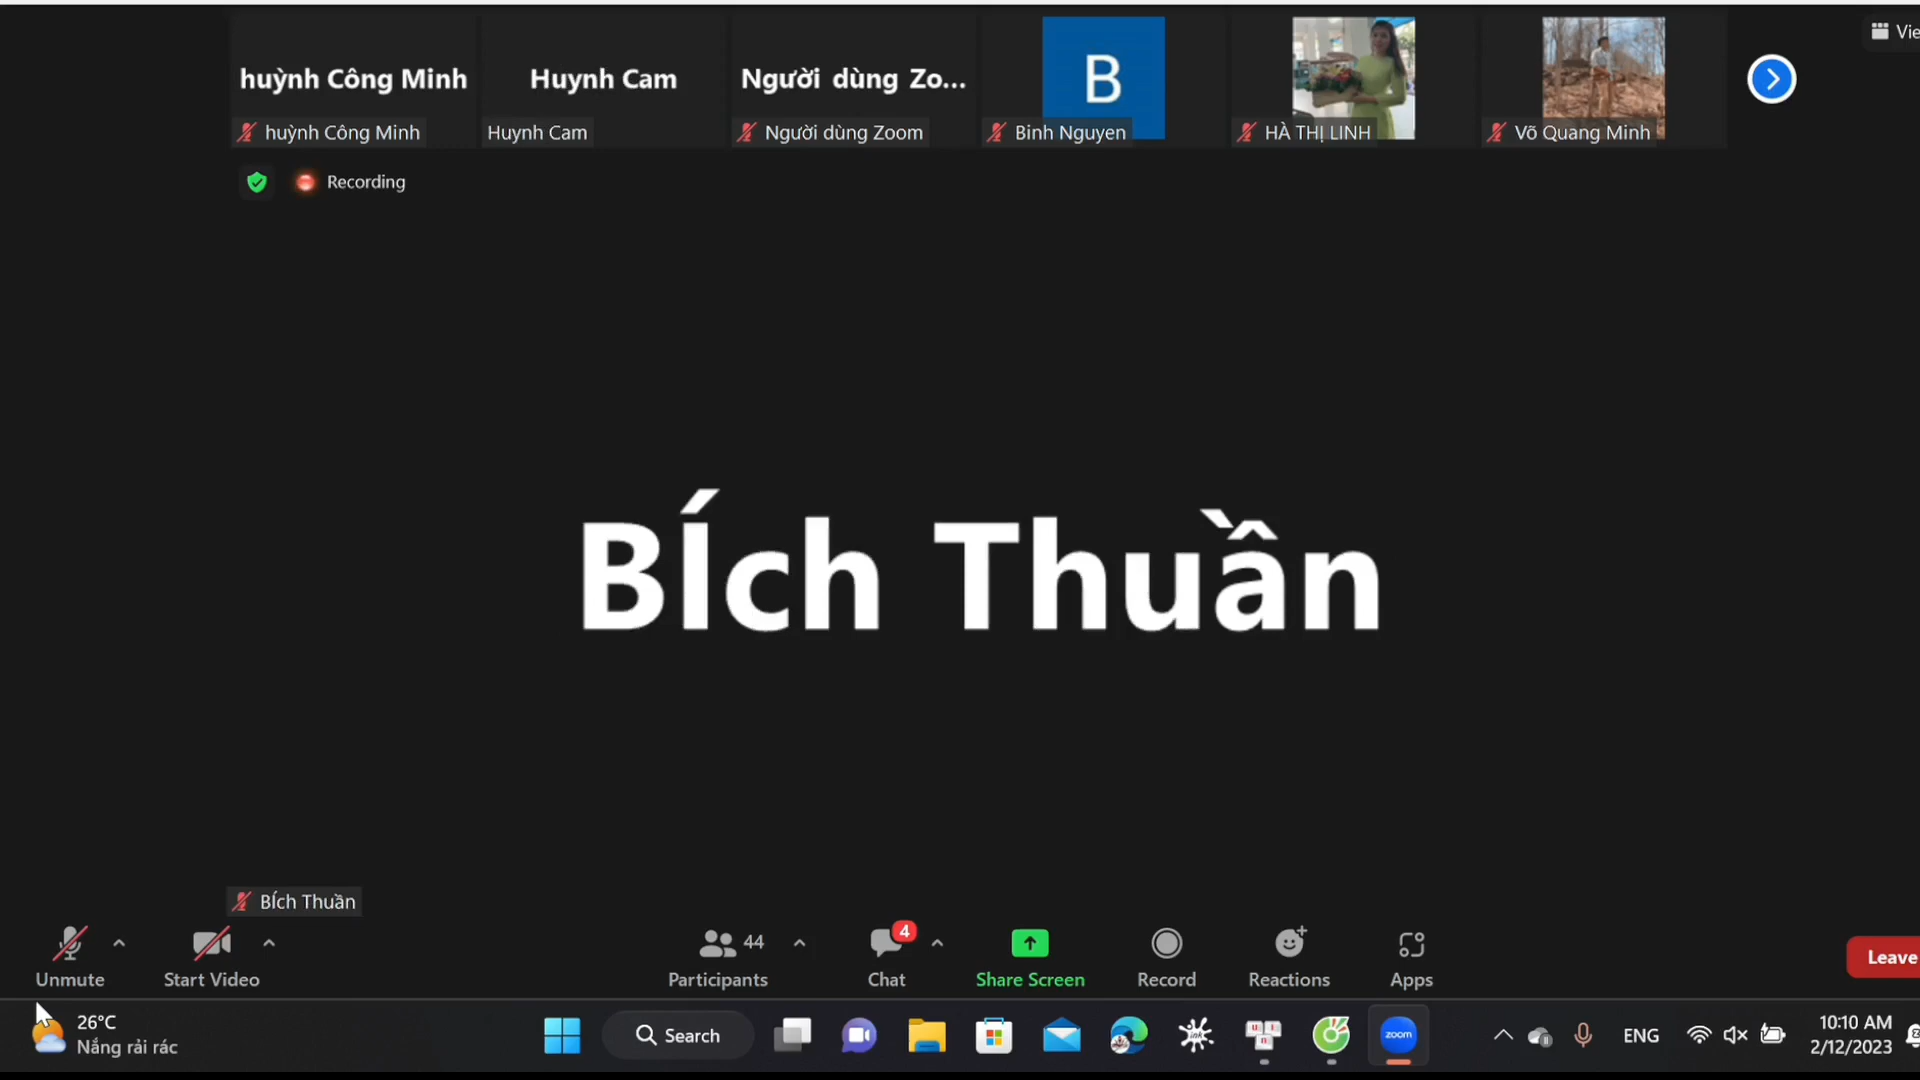 Vie
huỳnh Công Minh
Huynh Cam
Người dùng Zo...
B
huỳnh Công Minh
Huynh Cam
Người dùng Zoom
Binh Nguyen
HÀ THỊ LINH
Võ Quang Minh
Recording
BÍch Thuần
BÍch Thuần
44
4
Unmute
Start Video
Participants
Chat
Share Screen
Record
Reactions
Apps
Leave
26°C
Nắng rải rác
Search
zoom
ENG
10:10 AM
2/12/2023